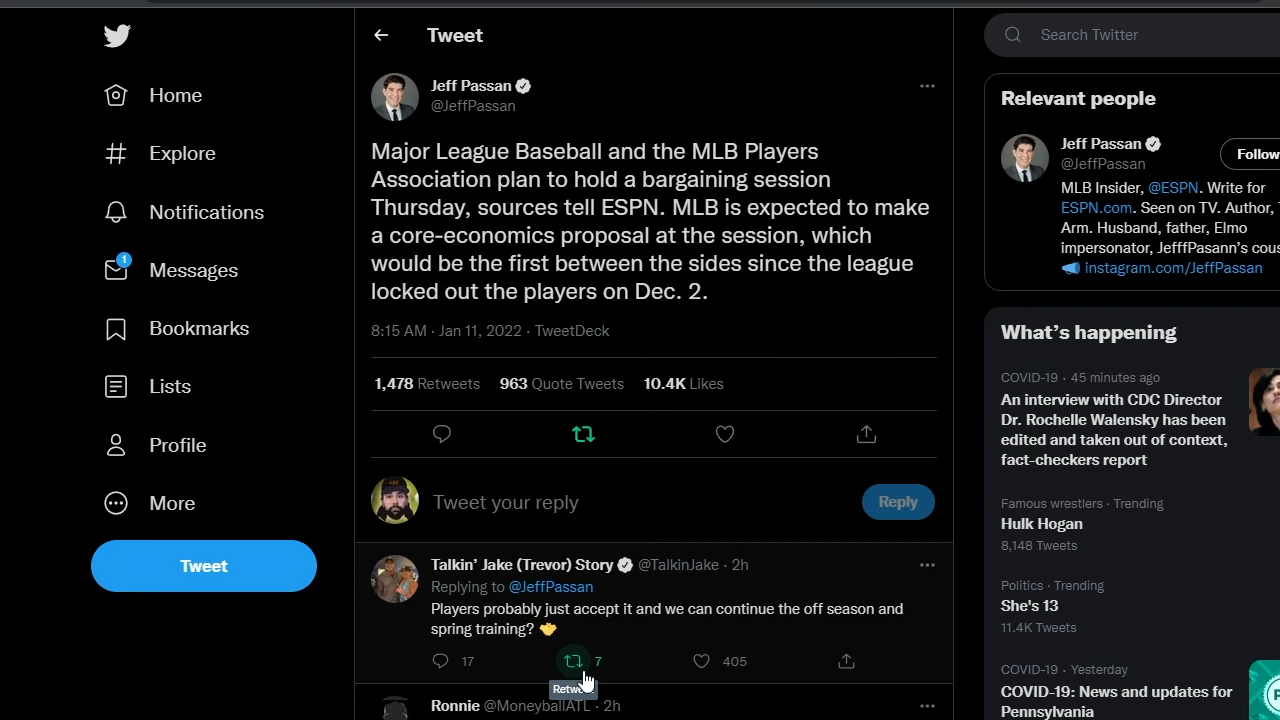 Tweet
Search Twitter
Home
Explore
Notifications
1
Messages
Bookmarks
Lists
Profile
More
Tweet
Jeff Passan
@JeffPassan
Major League Baseball and the MLB Players
Association plan to hold a bargaining session
Thursday, sources tell ESPN. MLB is expected to make
a core-economics proposal at the session, which
would be the first between the sides since the league
locked out the players on Dec. 2.
8:15 AM · Jan 11, 2022 · TweetDeck
1,478 Retweets 963 Quote Tweets 10.4K Likes
Tweet your reply
Reply
Talkin' Jake (Trevor) Story @TalkinJake · 2h
Replying to @JeffPassan
Players probably just accept it and we can continue the off season and
spring training?
17 7 405
Ronnie @MoneyballATL · 2h
Relevant people
Jeff Passan
@JeffPassan
Follow
MLB Insider, @ESPN. Write for
ESPN.com. Seen on TV. Author,
Arm. Husband, father, Elmo
impersonator, JefffPasann's
instagram.com/JeffPassan
What's happening
COVID-19 · 45 minutes ago
An interview with CDC Director
Dr. Rochelle Walensky has been
edited and taken out of context,
fact-checkers report
Famous wrestlers · Trending
Hulk Hogan
8,148 Tweets
Politics · Trending
She's 13
11.4K Tweets
COVID-19 · Yesterday
COVID-19: News and updates for
Pennsylvania